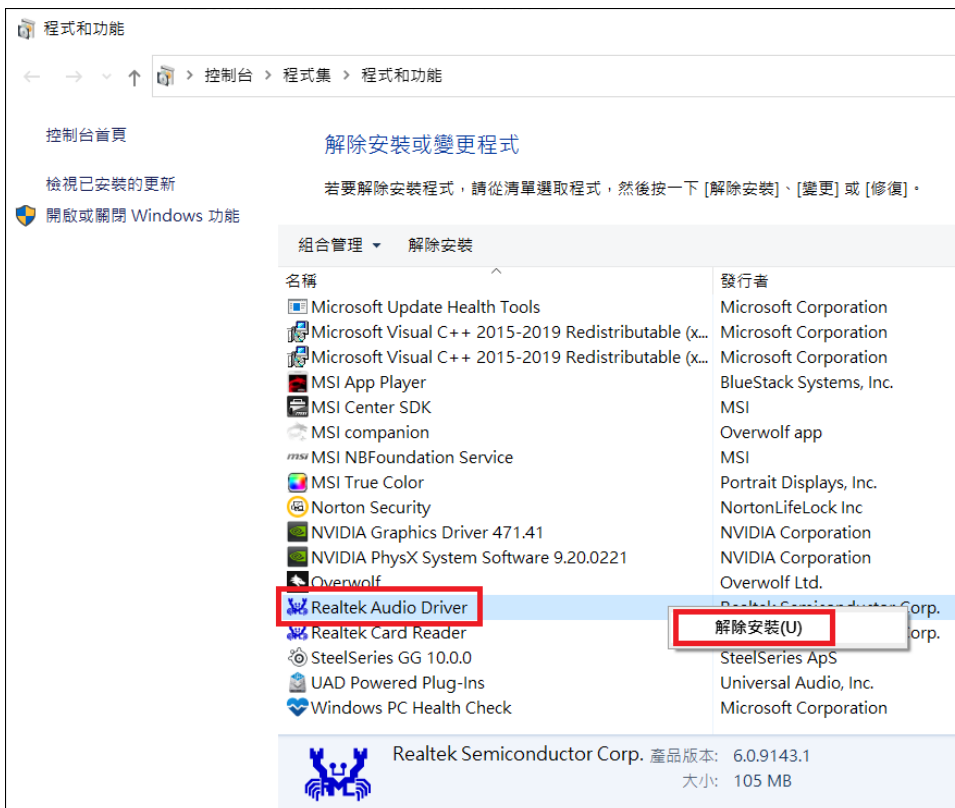 程式和功能
控制台 > 程式集 > 程式和功能
控制台首頁
檢視已安裝的更新
開啟或關閉 Windows 功能
解除安裝或變更程式
若要解除安裝程式，請從清單選取程式，然後按一下 [解除安裝]、[變更] 或 [修復]。
組合管理 解除安裝
名稱 發行者
Microsoft Update Health Tools Microsoft Corporation
Microsoft Visual C++ 2015-2019 Redistributable (x... Microsoft Corporation
Microsoft Visual C++ 2015-2019 Redistributable (x... Microsoft Corporation
MSI App Player BlueStack Systems, Inc.
MSI Center SDK MSI
MSI companion Overwolf app
msi MSI NBFoundation Service MSI
MSI True Color Portrait Displays, Inc.
Norton Security NortonLifeLock Inc
NVIDIA Graphics Driver 471.41 NVIDIA Corporation
NVIDIA PhysX System Software 9.20.0221 NVIDIA Corporation
Overwolf Overwolf Ltd.
Realtek Audio Driver Realtek Semiconductor Corp.
解除安裝(U)
Realtek Card Reader orp.
SteelSeries GG 10.0.0 SteelSeries ApS
UAD Powered Plug-Ins Universal Audio, Inc.
Windows PC Health Check Microsoft Corporation
Realtek Semiconductor Corp. 產品版本: 6.0.9143.1
大小: 105 MB